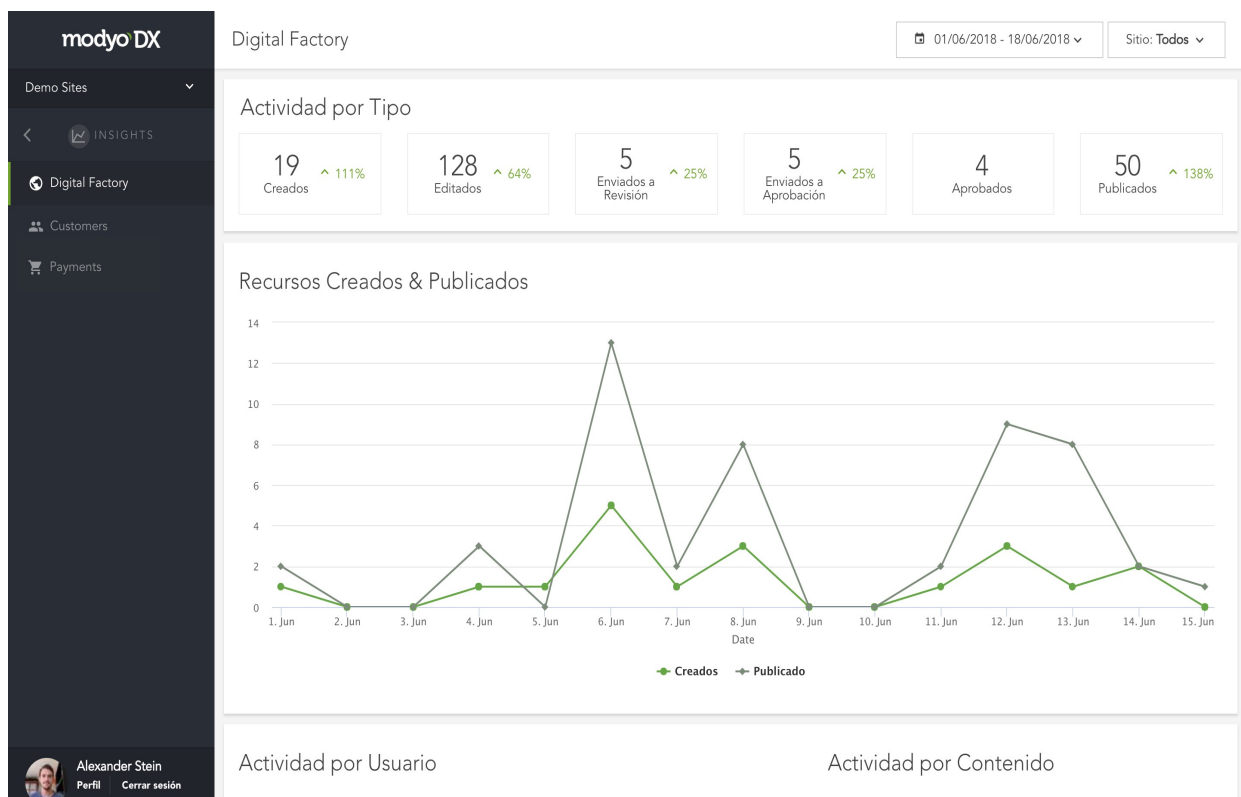 modyo DX
Digital Factory
01/06/2018 - 18/06/2018
Sitio: Todos
Demo Sites
INSIGHTS
Digital Factory
Customers
Payments
Actividad por Tipo
19
Creados
111%
128
Editados
64%
5
Enviados a
Revisión
25%
5
Enviados a
Aprobación
25%
4
Aprobados
50
Publicados
138%
Recursos Creados & Publicados
14
12
10
8
6
4
2
0
1. Jun 2. Jun 3. Jun 4. Jun 5. Jun 6. Jun 7. Jun 8. Jun 9. Jun 10. Jun 11. Jun 12. Jun 13. Jun 14. Jun 15. Jun
Date
Creados Publicado
Actividad por Usuario
Actividad por Contenido
Alexander Stein
Perfil Cerrar sesión